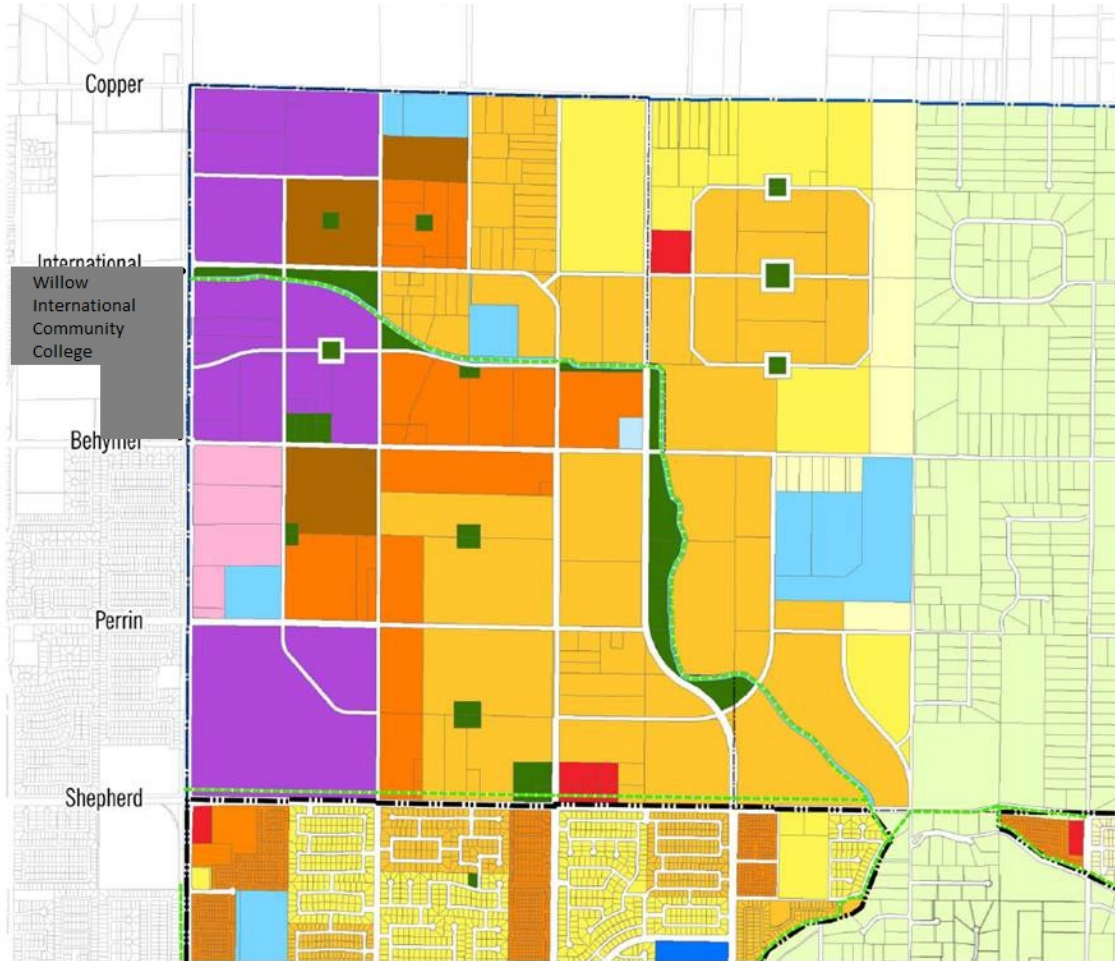 Copper
International
Willow
International
Community
College
Behymer
Perrin
Shepherd